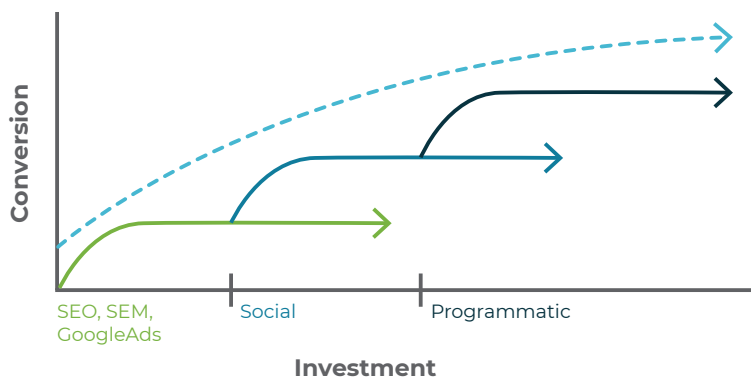 Conversion
SEO, SEM,
GoogleAds
Social
Programmatic
Investment